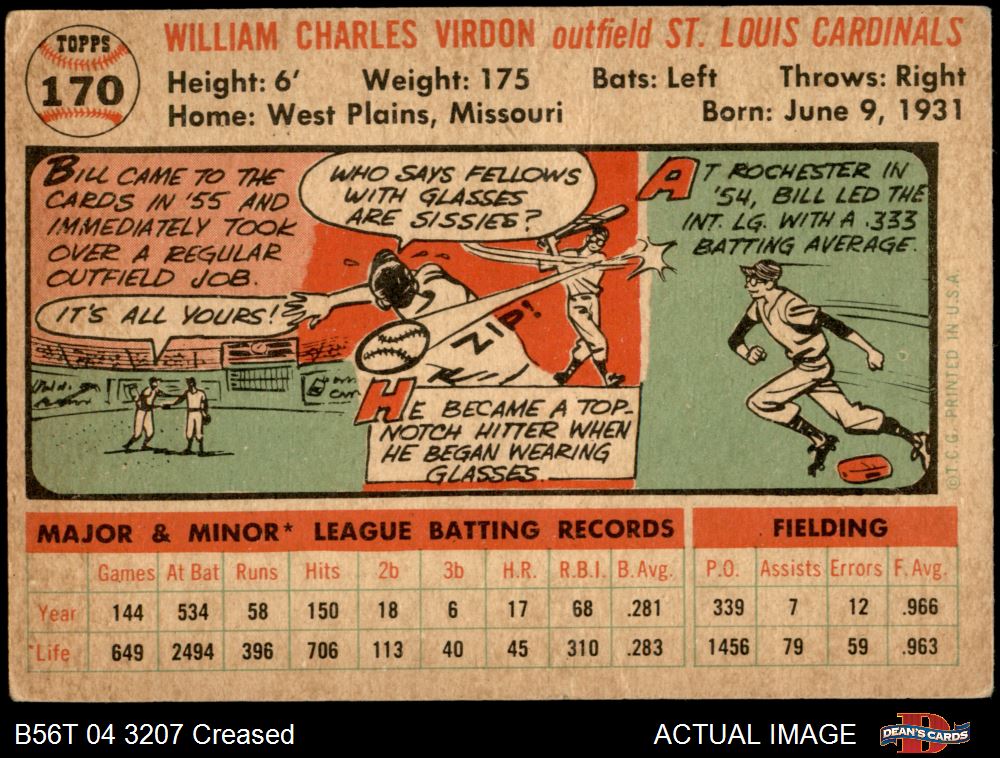 TOPPS
170
WILLIAM CHARLES VIRDON outfield ST. LOUIS CARDINALS
Height: 6' Weight: 175 Bats: Left Throws: Right
Home: West Plains, Missouri Born: June 9, 1931
BILL CAME TO THE
CARDS IN '55 AND
IMMEDIATELY TOOK
OVER A REGULAR
OUTFIELD JOB.
IT'S ALL YOURS!
WHO SAYS FELLOWS
WITH GLASSES
ARE SISSIES?
ZIP!
HE BECAME A TOP-
NOTCH HITTER WHEN
HE BEGAN WEARING
GLASSES.
AT ROCHESTER IN
'54, BILL LED THE
INT. LG. WITH A .333
BATTING AVERAGE.
©T.C.G. PRINTED IN U.S.A.
MAJOR & MINOR* LEAGUE BATTING RECORDS FIELDING
Games At Bat Runs Hits 2b 3b H.R. R.B.I. B.Avg. P.O. Assists Errors F. Avg.
Year 144 534 58 150 18 6 17 68 .281 339 7 12 .966
*Life 649 2494 396 706 113 40 45 310 .283 1456 79 59 .963
B56T 04 3207 Creased ACTUAL IMAGE
DEAN'S CARDS